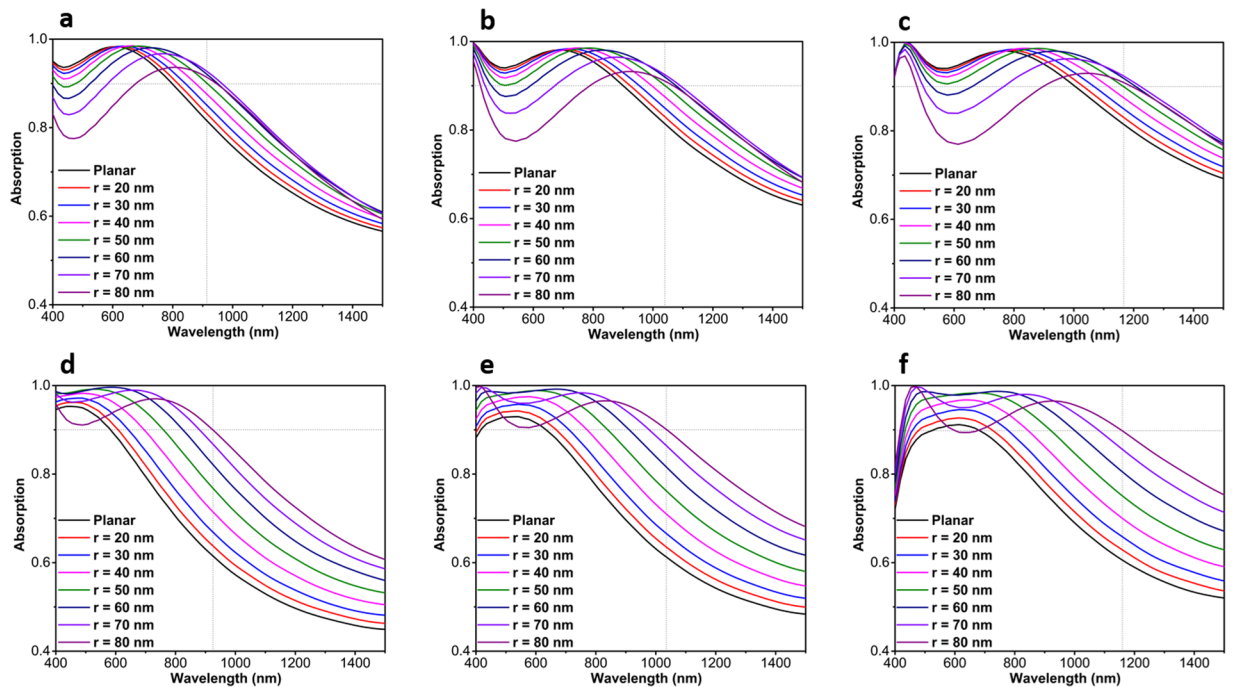 a
1.0
0.8
0.6
0.4
Absorption
Planar
r = 20 nm
r = 30 nm
r = 40 nm
r = 50 nm
r = 60 nm
r = 70 nm
r = 80 nm
400 600 800 1000 1200 1400
Wavelength (nm)
b
1.0
0.8
0.6
0.4
Absorption
Planar
r = 20 nm
r = 30 nm
r = 40 nm
r = 50 nm
r = 60 nm
r = 70 nm
r = 80 nm
400 600 800 1000 1200 1400
Wavelength (nm)
c
1.0
0.8
0.6
0.4
Absorption
Planar
r = 20 nm
r = 30 nm
r = 40 nm
r = 50 nm
r = 60 nm
r = 70 nm
r = 80 nm
400 600 800 1000 1200 1400
Wavelength (nm)
d
1.0
0.8
0.6
0.4
Absorption
Planar
r = 20 nm
r = 30 nm
r = 40 nm
r = 50 nm
r = 60 nm
r = 70 nm
r = 80 nm
400 600 800 1000 1200 1400
Wavelength (nm)
e
1.0
0.8
0.6
0.4
Absorption
Planar
r = 20 nm
r = 30 nm
r = 40 nm
r = 50 nm
r = 60 nm
r = 70 nm
r = 80 nm
400 600 800 1000 1200 1400
Wavelength (nm)
f
1.0
0.8
0.6
0.4
Absorption
Planar
r = 20 nm
r = 30 nm
r = 40 nm
r = 50 nm
r = 60 nm
r = 70 nm
r = 80 nm
400 600 800 1000 1200 1400
Wavelength (nm)